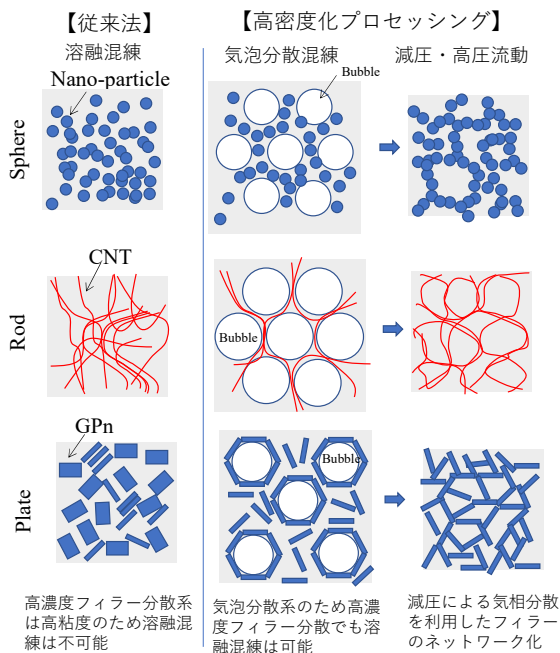 【従来法】
【高密度化プロセッシング】
溶融混練
気泡分散混練
減圧・高圧流動
Nano-particle
Bubble
Sphere
CNT
Bubble
Rod
GPn
Bubble
Plate
高濃度フィラー分散系
は高粘度のため溶融混
練は不可能
気泡分散系のため高濃
度フィラー分散でも溶
融混練は可能
減圧による気相分散
を利用したフィラー
のネットワーク化